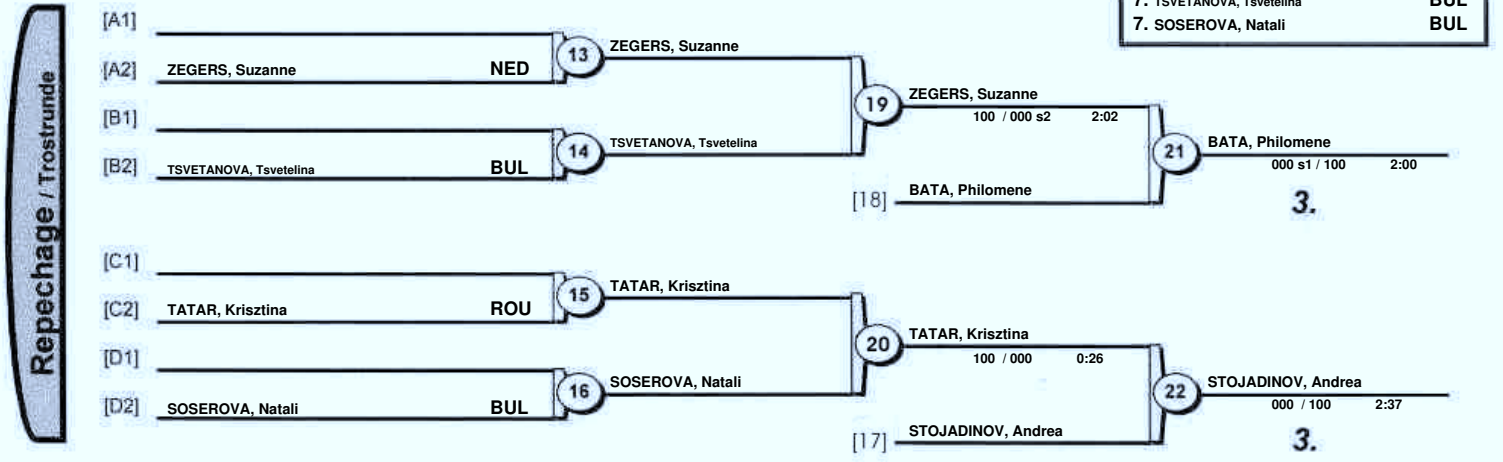 7. TSVETANOVA, Tsvetelina BUL
7. SOSEROVA, Natali BUL
Repechage / Trostrunde
[A1]
[A2] ZEGERS, Suzanne NED
13 ZEGERS, Suzanne
[B1]
[B2] TSVETANOVA, Tsvetelina BUL
14 TSVETANOVA, Tsvetelina
19 ZEGERS, Suzanne
100 / 000 s2 2:02
[18] BATA, Philomene
21 BATA, Philomene
000 s1 / 100 2:00
3.
[C1]
[C2] TATAR, Krisztina ROU
15 TATAR, Krisztina
[D1]
[D2] SOSEROVA, Natali BUL
16 SOSEROVA, Natali
20 TATAR, Krisztina
100 / 000 0:26
[17] STOJADINOV, Andrea
22 STOJADINOV, Andrea
000 / 100 2:37
3.